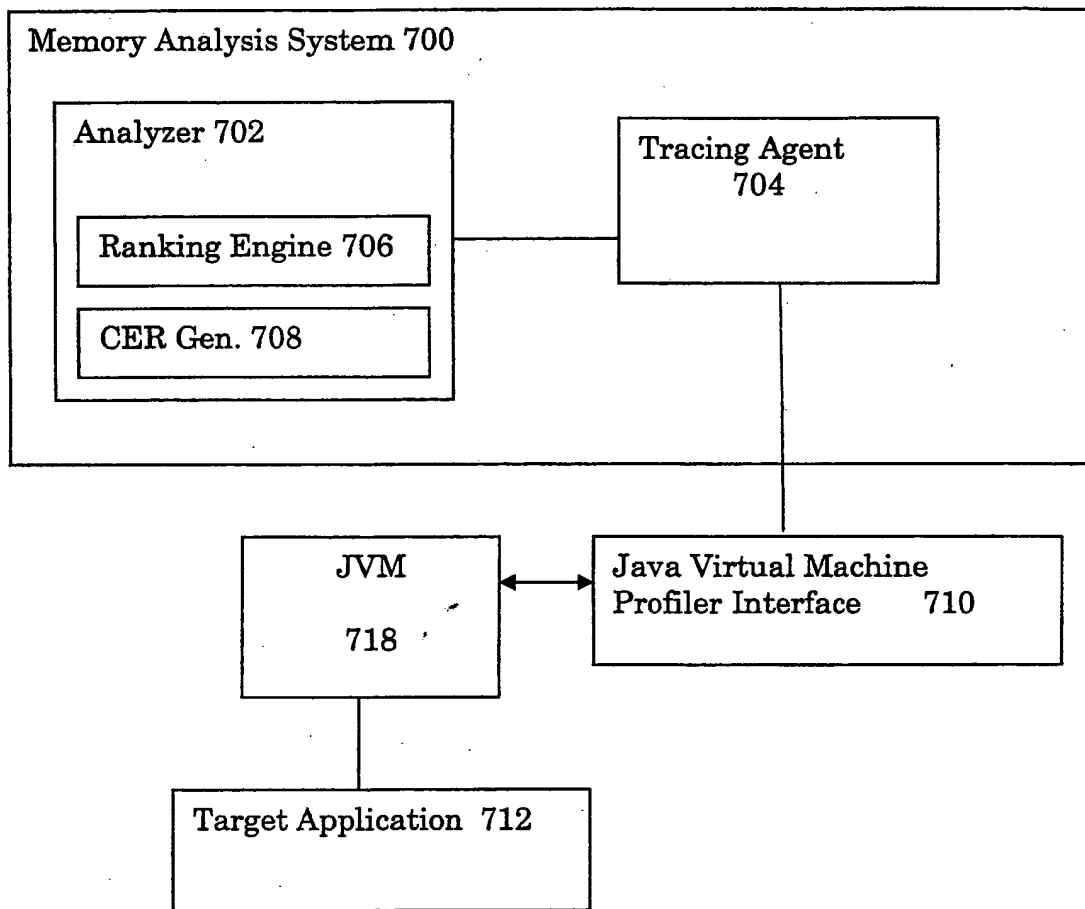 Memory Analysis System 700
Analyzer 702
Ranking Engine 706
CER Gen. 708
Tracing Agent
704
JVM
718
Java Virtual Machine
Profiler Interface 710
Target Application 712